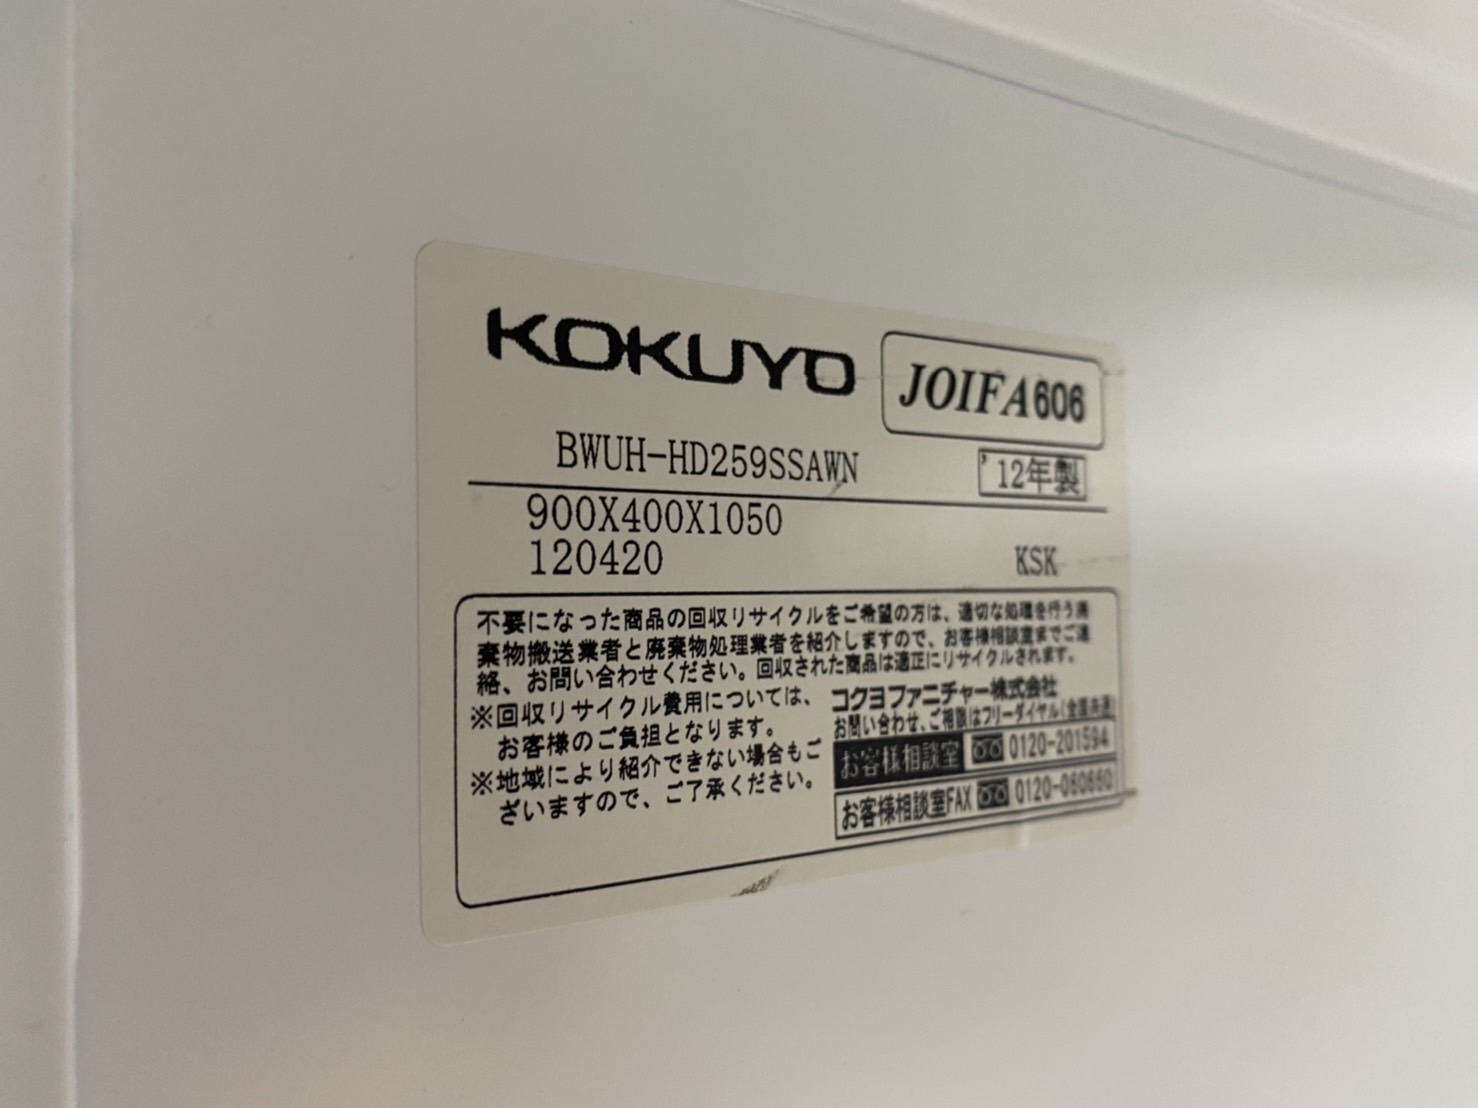 KOKUYO
JOIFA606
BWUH-HD259SSAWN
'12年製
900X400X1050
120420
KSK
不要になった商品の回収リサイクルをご希望の方は、適切な処理を行う廃
棄物搬送業者と廃棄物処理業者を紹介しますので、お客様相談室までご連
絡、お問い合わせください。回収された商品は適正にリサイクルされます。
※回収リサイクル費用については、
お客様のご負担となります。
※地域により紹介できない場合もご
ざいますので、ご了承ください。
コクヨファニチャー株式会社
お問い合わせ、ご相談はフリーダイヤル(全国共通)
お客様相談室 0120-201594
お客様相談室FAX 0120-060660